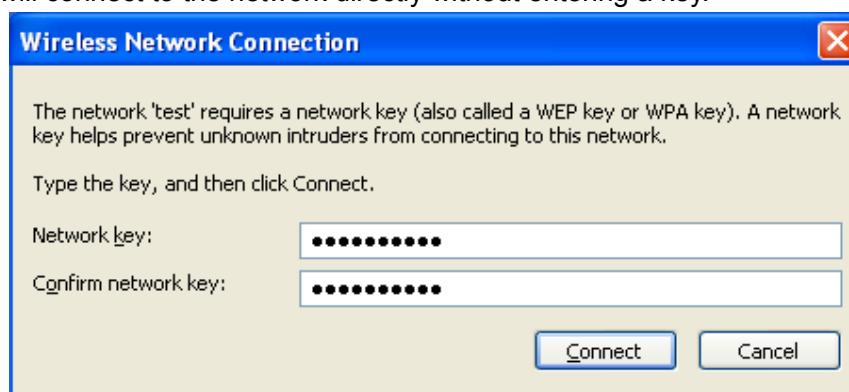 will connect to the network directly without entering a key.
Wireless Network Connection
The network 'test' requires a network key (also called a WEP key or WPA key). A network
key helps prevent unknown intruders from connecting to this network.
Type the key, and then click Connect.
Network key: ●●●●●●●●●●
Confirm network key: ●●●●●●●●●●
Connect Cancel